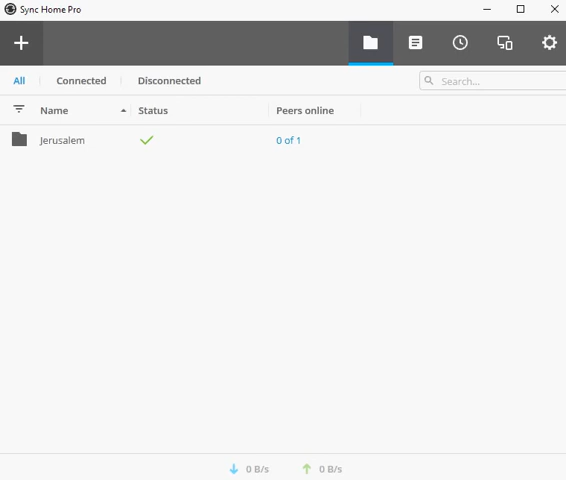 Sync Home Pro
All Connected Disconnected Search...
Name Status Peers online
Jerusalem 0 of 1
0 B/s 0 B/s